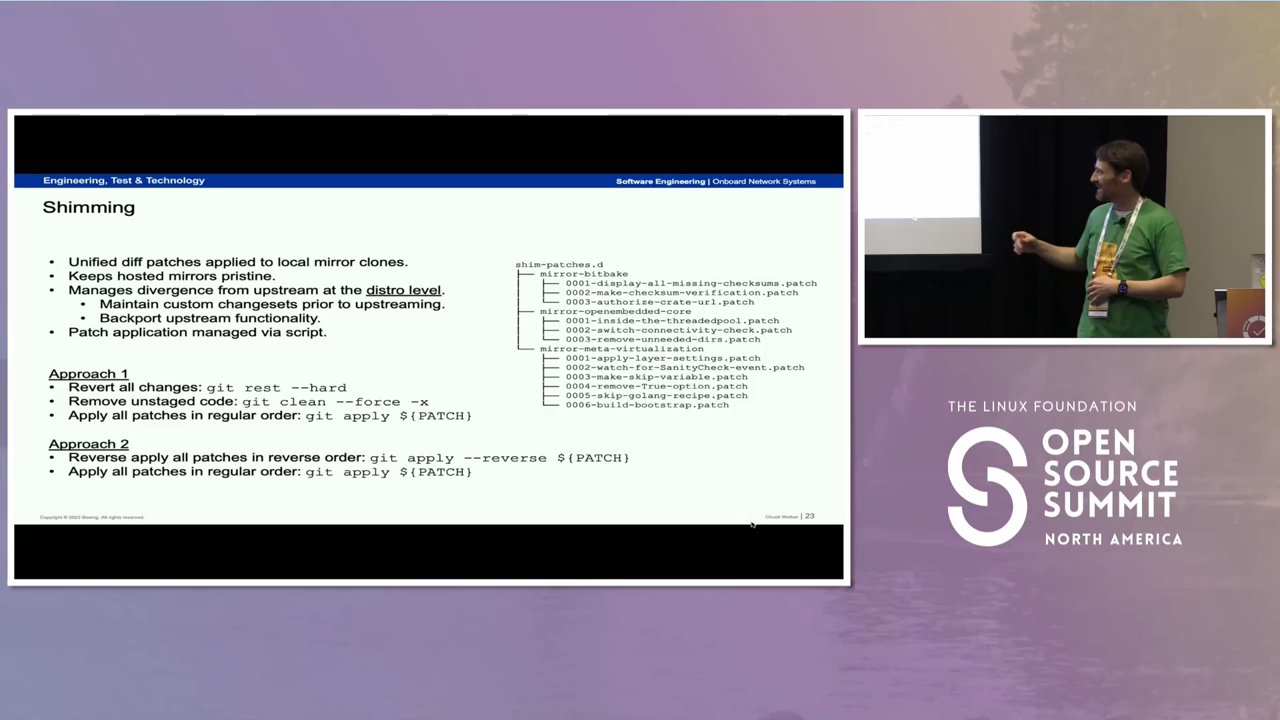 Engineering, Test & Technology
Software Engineering | Onboard Network Systems
Shimming
• Unified diff patches applied to local mirror clones.
• Keeps hosted mirrors pristine.
• Manages divergence from upstream at the distro level.
• Maintain custom changesets prior to upstreaming.
• Backport upstream functionality.
• Patch application managed via script.
Approach 1
• Revert all changes: git rest --hard
• Remove unstaged code: git clean --force -x
• Apply all patches in regular order: git apply ${PATCH}
Approach 2
• Reverse apply all patches in reverse order: git apply --reverse ${PATCH}
• Apply all patches in regular order: git apply ${PATCH}
shim-patches.d
├── mirror-bitbake
│   ├── 0001-display-all-missing-checksums.patch
│   ├── 0002-make-checksum-verification.patch
│   └── 0003-authorize-crate-url.patch
├── mirror-openembedded-core
│   ├── 0001-inside-the-threadedpool.patch
│   ├── 0002-switch-connectivity-check.patch
│   └── 0003-remove-unneeded-dirs.patch
└── mirror-meta-virtualization
    ├── 0001-apply-layer-settings.patch
    ├── 0002-watch-for-SanityCheck-event.patch
    ├── 0003-make-skip-variable.patch
    ├── 0004-remove-True-option.patch
    ├── 0005-skip-golang-recipe.patch
    └── 0006-build-bootstrap.patch
Copyright © 2023 Boeing. All rights reserved.
Chuck Wolber | 23
THE LINUX FOUNDATION
OPEN
SOURCE
SUMMIT
NORTH AMERICA